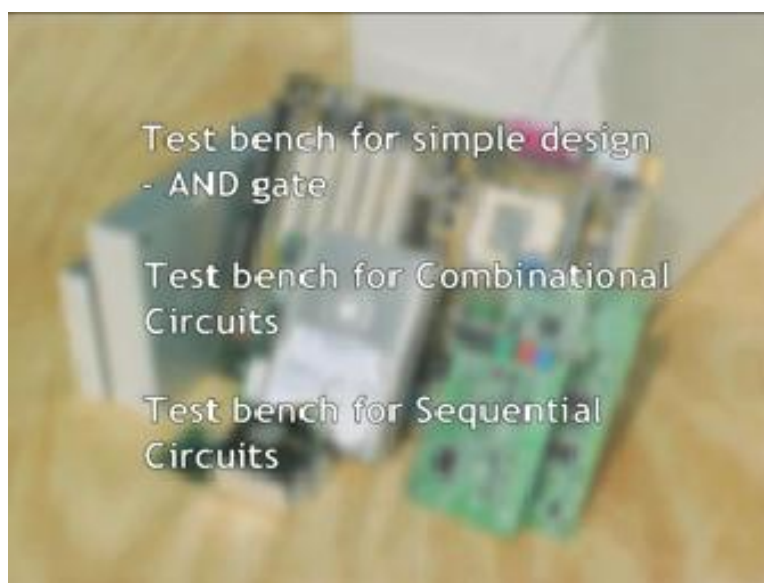 Test bench for simple design
- AND gate
Test bench for Combinational
Circuits
Test bench for Sequential
Circuits